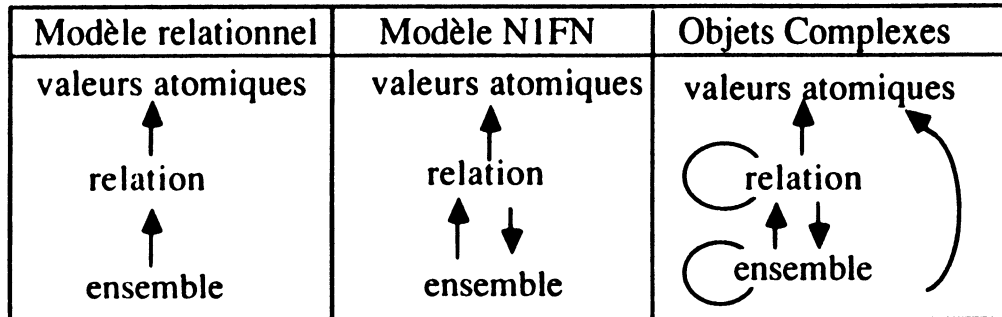 Modèle relationnel
Modèle N1FN
Objets Complexes
valeurs atomiques
valeurs atomiques
valeurs atomiques
relation
relation
relation
ensemble
ensemble
ensemble